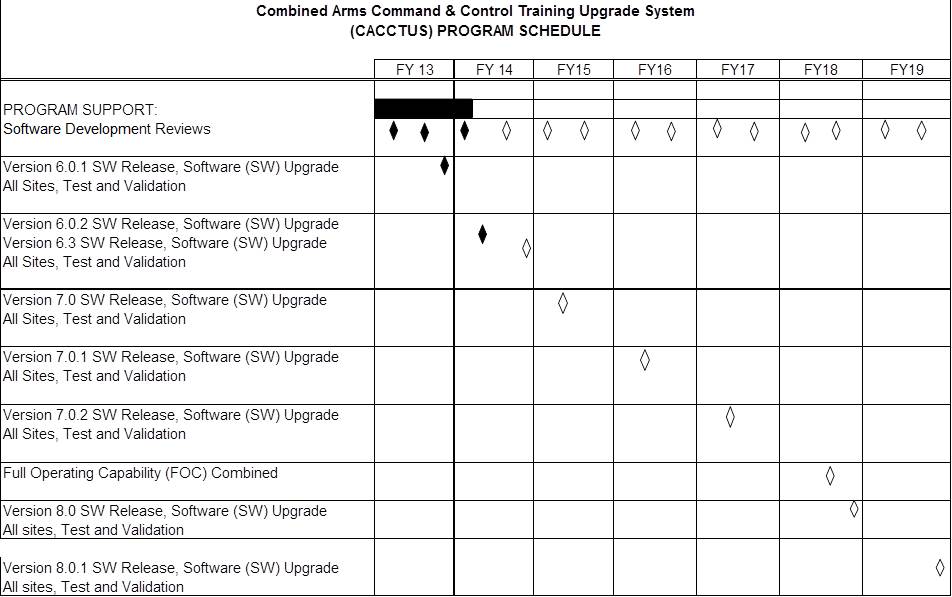 Combined Arms Command & Control Training Upgrade System
(CACCTUS) PROGRAM SCHEDULE
FY 13 FY 14 FY15 FY16 FY17 FY18 FY19
PROGRAM SUPPORT:
Software Development Reviews
Version 6.0.1 SW Release, Software (SW) Upgrade
All Sites, Test and Validation
Version 6.0.2 SW Release, Software (SW) Upgrade
Version 6.3 SW Release, Software (SW) Upgrade
All Sites, Test and Validation
Version 7.0 SW Release, Software (SW) Upgrade
All Sites, Test and Validation
Version 7.0.1 SW Release, Software (SW) Upgrade
All Sites, Test and Validation
Version 7.0.2 SW Release, Software (SW) Upgrade
All Sites, Test and Validation
Full Operating Capability (FOC) Combined
Version 8.0 SW Release, Software (SW) Upgrade
All sites, Test and Validation
Version 8.0.1 SW Release, Software (SW) Upgrade
All sites, Test and Validation